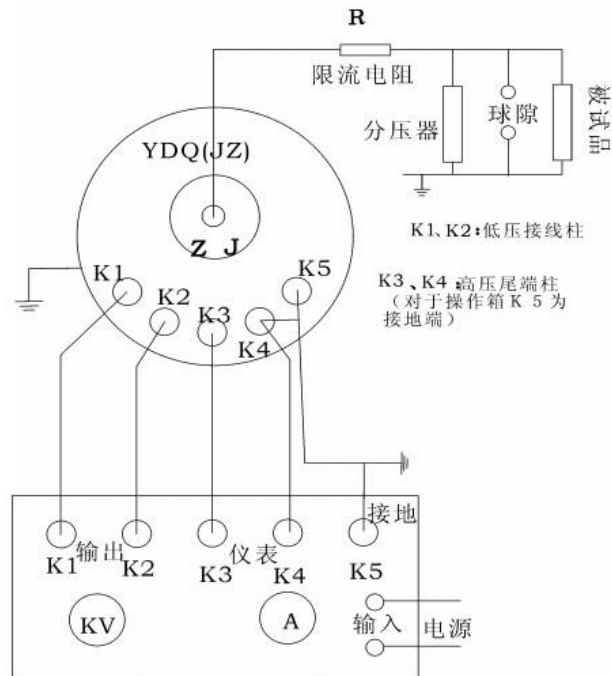 R
限流电阻
分压器
球隙
被试品
YDQ(JZ)
Z J
K1、K2:低压接线柱
K1
K2
K3
K4
K5
K3、K4:高压尾端柱
（对于操作箱K 5 为
接地端）
接地
输出
仪表
K1
K2
K3
K4
K5
KV
A
输入
电源